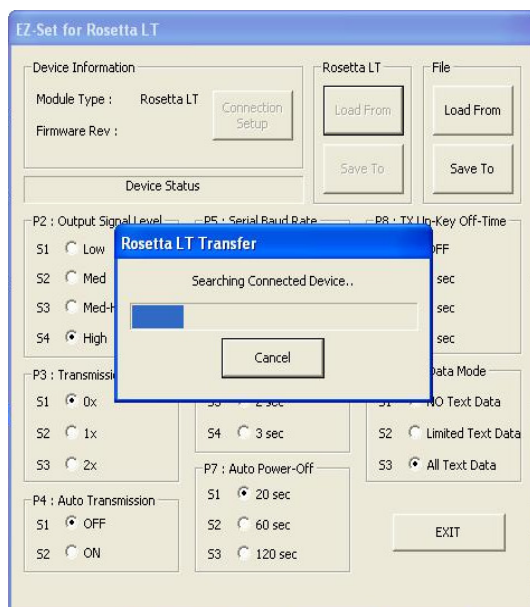 EZ-Set for Rosetta LT
Device Information
Module Type : Rosetta LT
Firmware Rev :
Connection Setup
Device Status
Rosetta LT
Load From
Save To
File
Load From
Save To
P2 : Output Signal Level
S1 Low
S2 Med
S3 Med-H
S4 High
P5 : Serial Baud Rate
P8 : TX Un-Key Off-Time
OFF
sec
sec
sec
Rosetta LT Transfer
Searching Connected Device..
Cancel
P3 : Transmissi
S1 0x
S2 1x
S3 2x
S4 3 sec
Data Mode
NO Text Data
S2 Limited Text Data
S3 All Text Data
P4 : Auto Transmission
S1 OFF
S2 ON
P7 : Auto Power-Off
S1 20 sec
S2 60 sec
S3 120 sec
EXIT